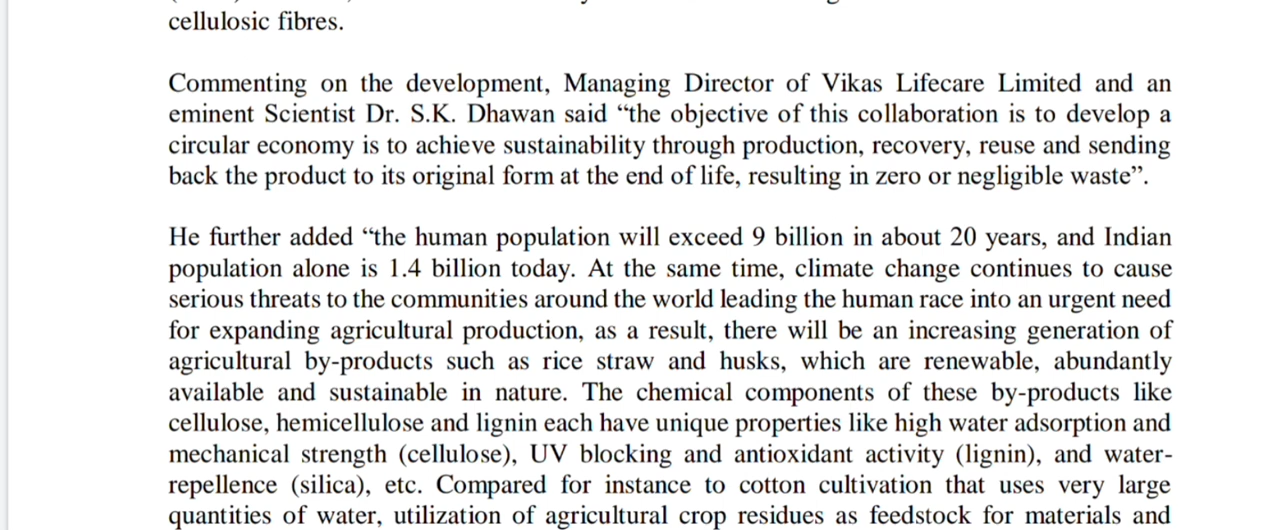 cellulosic fibres.
Commenting on the development, Managing Director of Vikas Lifecare Limited and an
eminent Scientist Dr. S.K. Dhawan said “the objective of this collaboration is to develop a
circular economy is to achieve sustainability through production, recovery, reuse and sending
back the product to its original form at the end of life, resulting in zero or negligible waste”.
He further added “the human population will exceed 9 billion in about 20 years, and Indian
population alone is 1.4 billion today. At the same time, climate change continues to cause
serious threats to the communities around the world leading the human race into an urgent need
for expanding agricultural production, as a result, there will be an increasing generation of
agricultural by-products such as rice straw and husks, which are renewable, abundantly
available and sustainable in nature. The chemical components of these by-products like
cellulose, hemicellulose and lignin each have unique properties like high water adsorption and
mechanical strength (cellulose), UV blocking and antioxidant activity (lignin), and water-
repellence (silica), etc. Compared for instance to cotton cultivation that uses very large
quantities of water, utilization of agricultural crop residues as feedstock for materials and